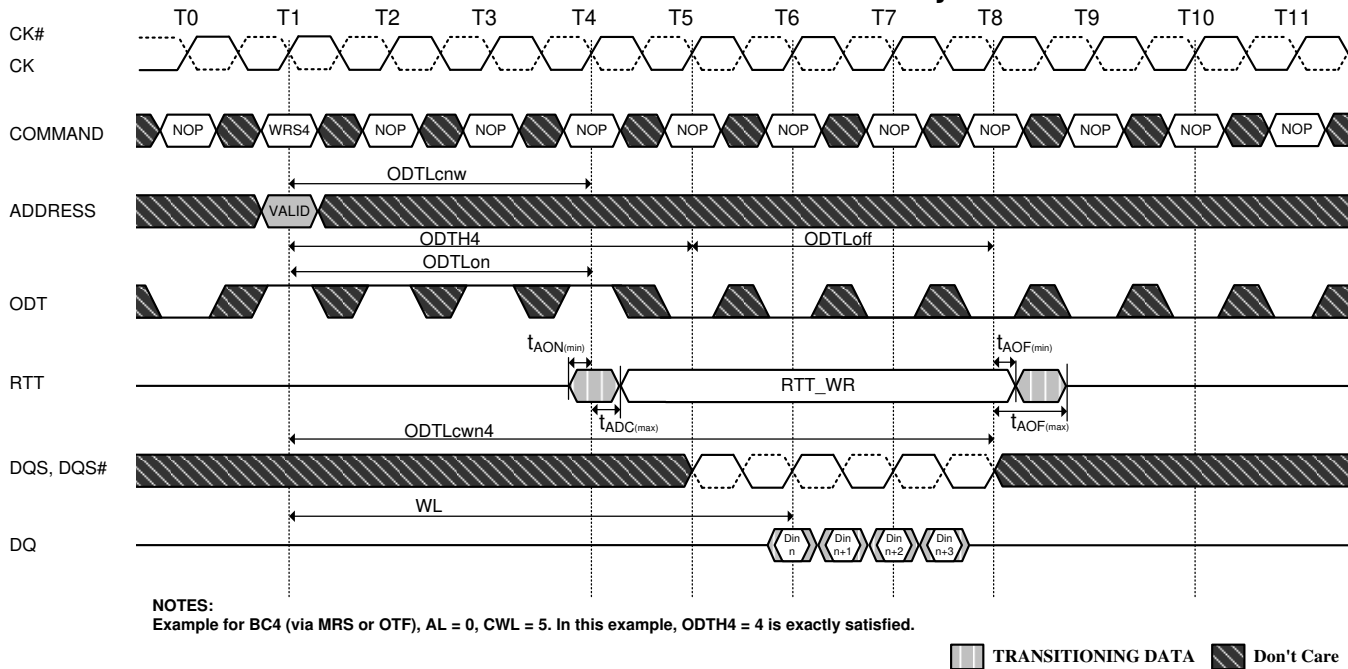 T0 T1 T2 T3 T4 T5 T6 T7 T8 T9 T10 T11
CK#
CK
COMMAND NOP WRS4 NOP NOP NOP NOP NOP NOP NOP NOP NOP NOP
ODTLcnw
ADDRESS VALID
ODTH4 ODTLoff
ODTLon
ODT
tAON(min) tAOF(min)
RTT RTT_WR
tADC(max) tAOF(max)
ODTLcwn4
DQS, DQS#
WL
DQ Din n Din n+1 Din n+2 Din n+3
NOTES:
Example for BC4 (via MRS or OTF), AL = 0, CWL = 5. In this example, ODTH4 = 4 is exactly satisfied.
TRANSITIONING DATA Don't Care